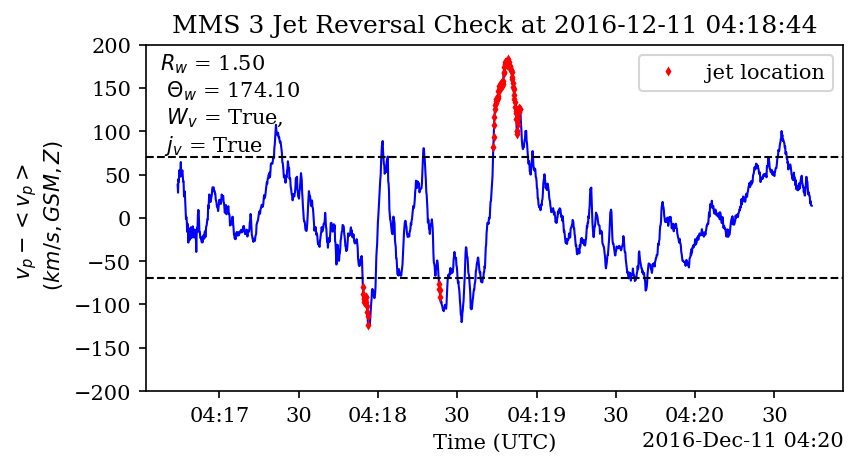 MMS 3 Jet Reversal Check at 2016-12-11 04:18:44
R_w = 1.50
Θ_w = 174.10
W_v = True,
j_v = True
jet location
v_p − < v_p >
(km/s, GSM, Z)
200
150
100
50
0
−50
−100
−150
−200
04:17 30 04:18 30 04:19 30 04:20 30
Time (UTC)
2016-Dec-11 04:20